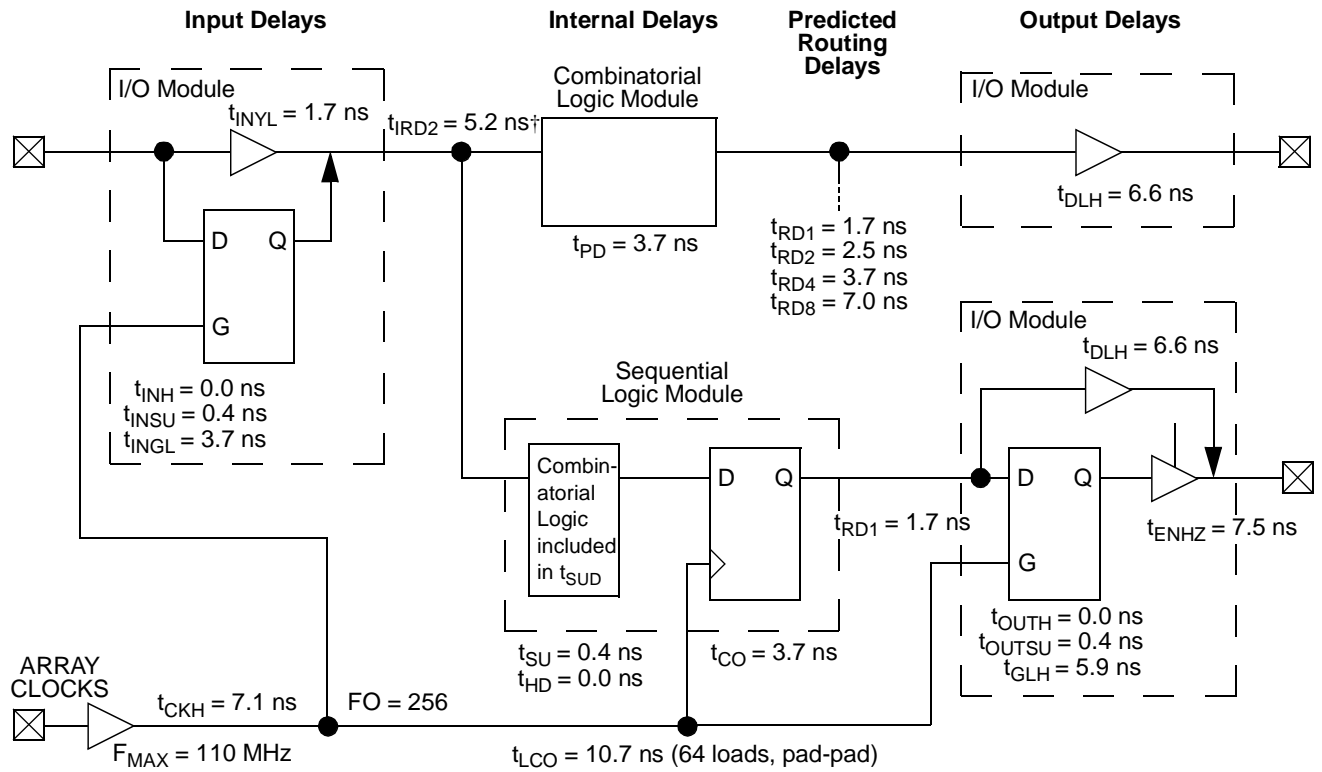 Input Delays
Internal Delays
Predicted
Routing
Delays
Output Delays
I/O Module
tINYL = 1.7 ns
tIRD2 = 5.2 ns†
Combinatorial
Logic Module
I/O Module
D Q
G
tPD = 3.7 ns
tDLH = 6.6 ns
tRD1 = 1.7 ns
tRD2 = 2.5 ns
tRD4 = 3.7 ns
tRD8 = 7.0 ns
tINH = 0.0 ns
tINSU = 0.4 ns
tINGL = 3.7 ns
Sequential
Logic Module
I/O Module
tDLH = 6.6 ns
Combin-
atorial
Logic
included
in tSUD
D Q
tRD1 = 1.7 ns
D Q
G
tENHZ = 7.5 ns
tOUTH = 0.0 ns
tOUTSU = 0.4 ns
tGLH = 5.9 ns
tSU = 0.4 ns
tHD = 0.0 ns
tCO = 3.7 ns
ARRAY
CLOCKS
tCKH = 7.1 ns
FO = 256
FMAX = 110 MHz
tLCO = 10.7 ns (64 loads, pad-pad)